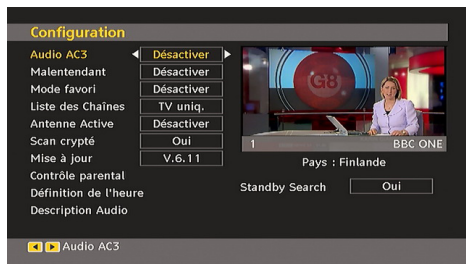 Configuration
Audio AC3 Désactiver
Malentendant Désactiver
Mode favori Désactiver
Liste des Chaînes TV uniq.
Antenne Active Désactiver
Scan crypté Oui
Mise à jour V.6.11
Contrôle parental
Définition de l'heure
Description Audio
G8
1 BBC ONE
Pays : Finlande
Standby Search Oui
Audio AC3